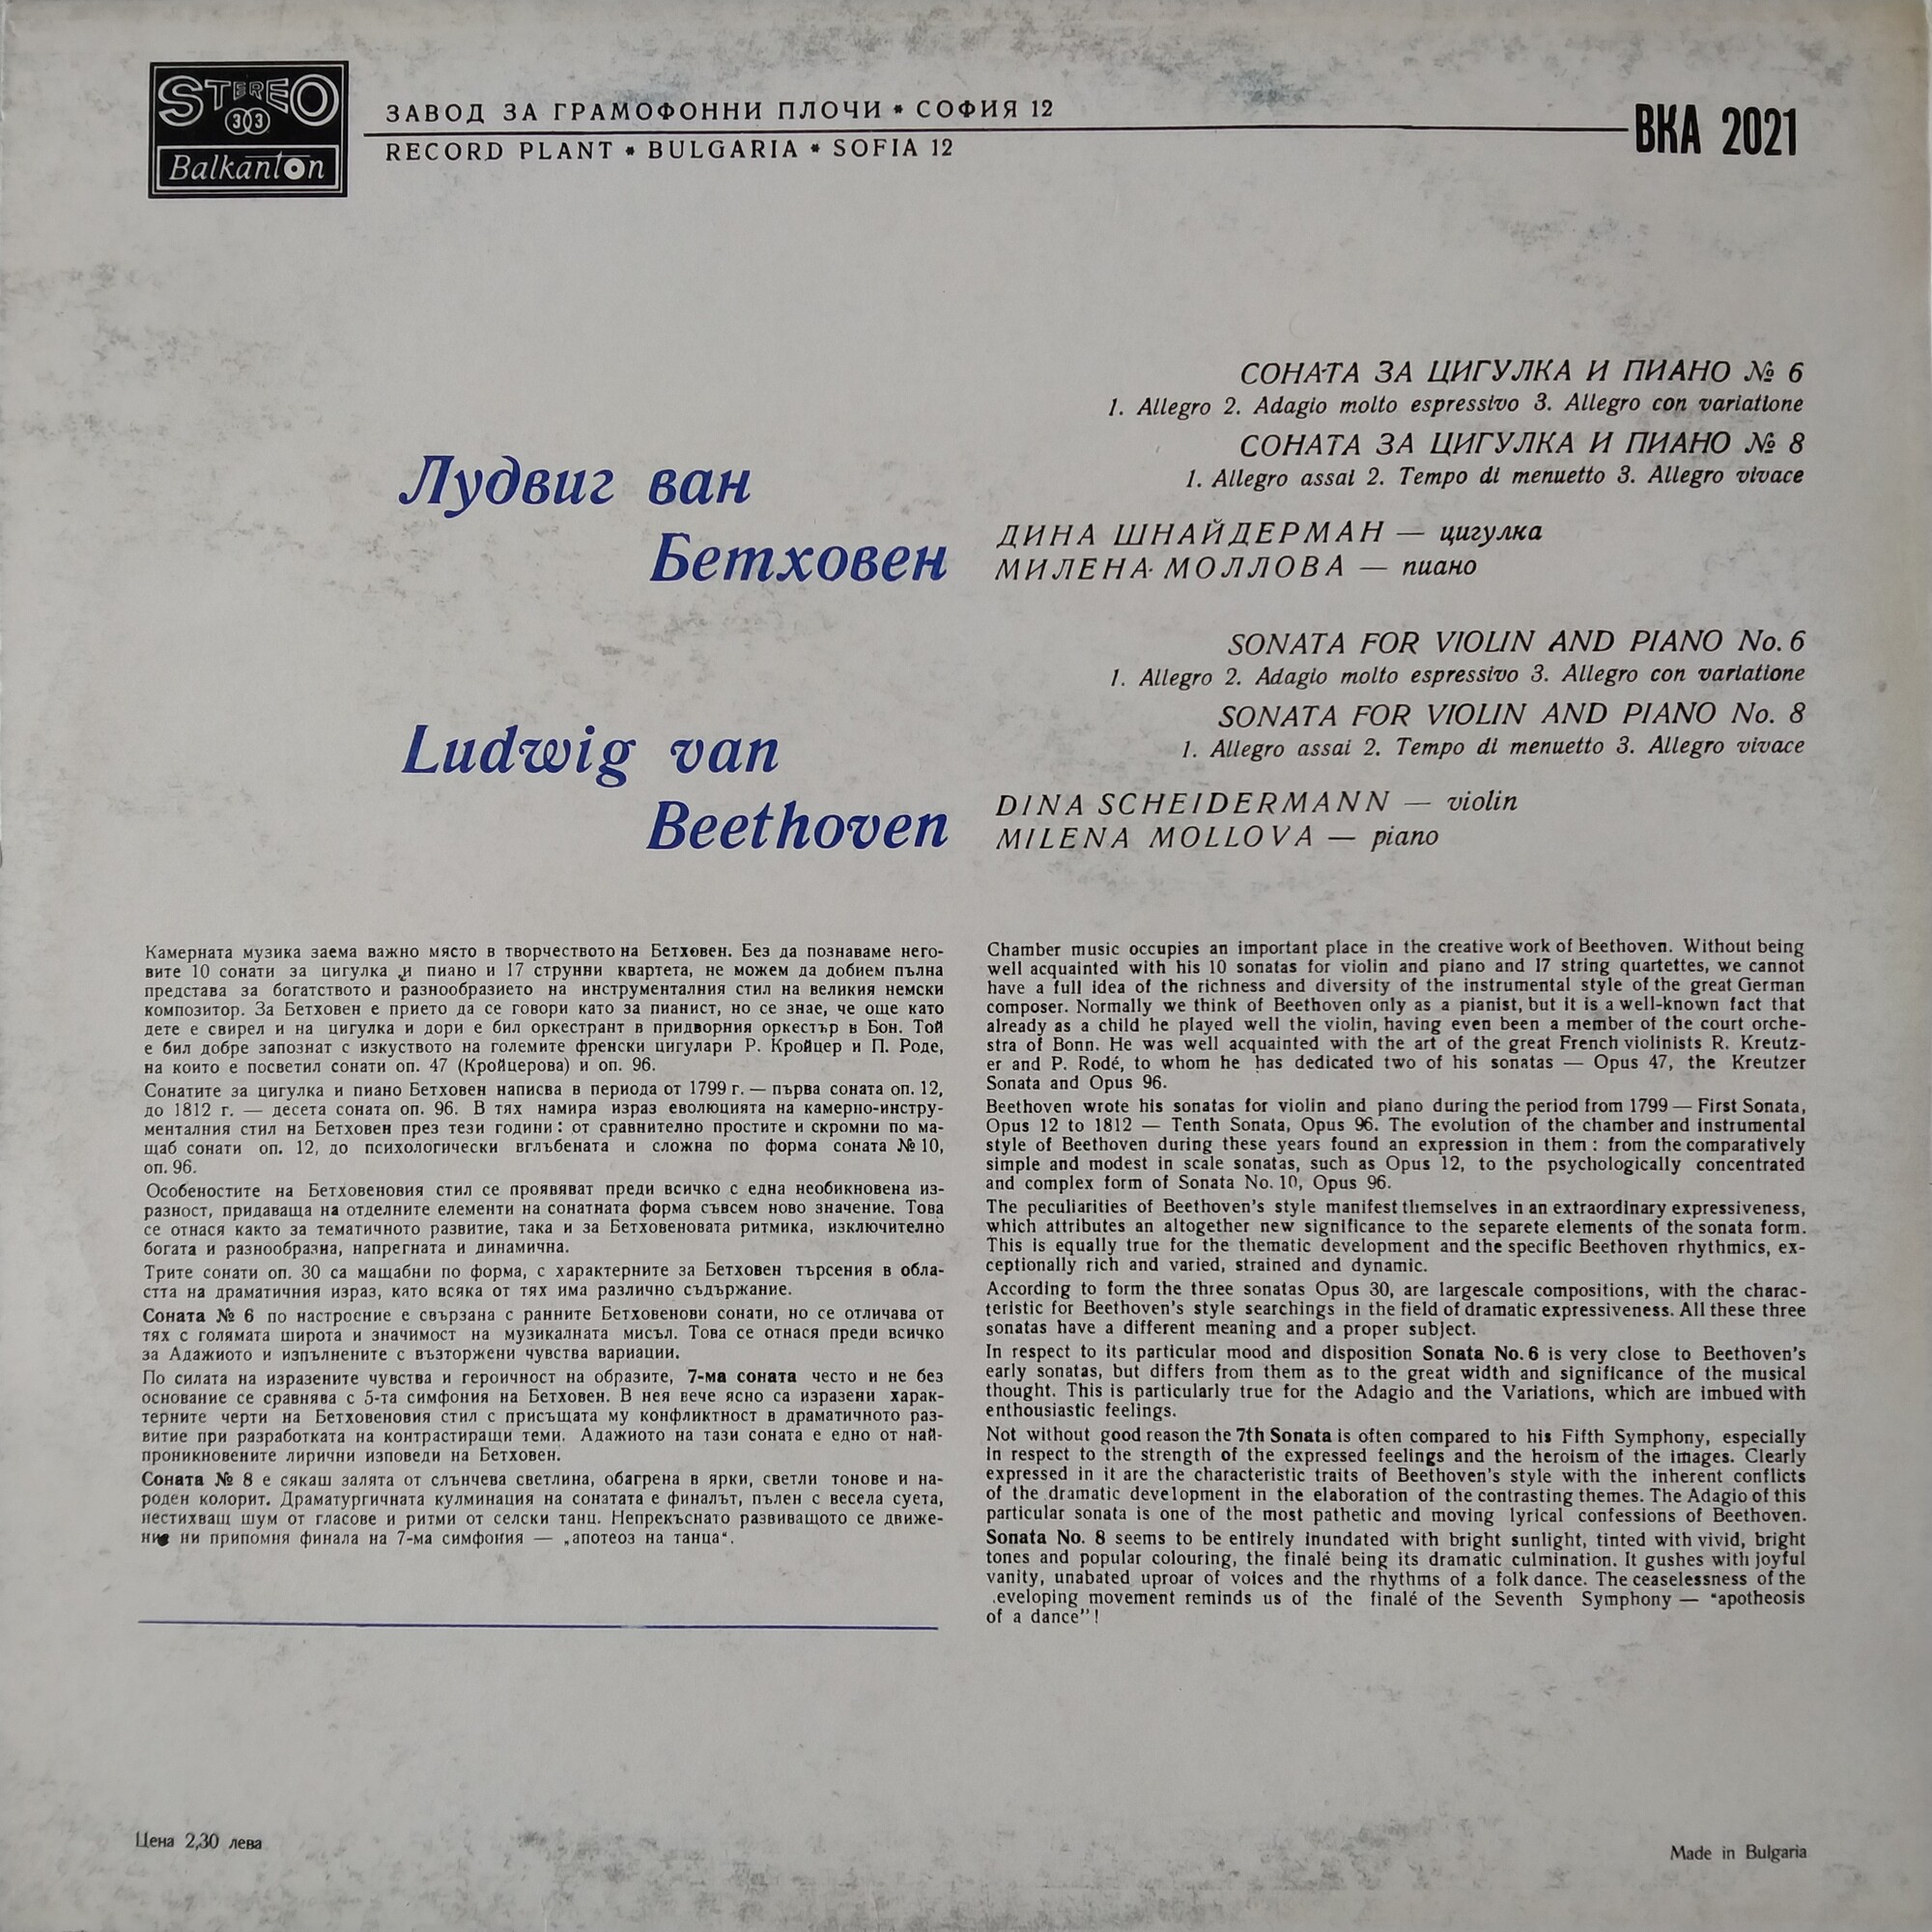 STEREO
33
Balkanton
ЗАВОД ЗА ГРАМОФОННИ ПЛОЧИ * СОФИЯ 12
RECORD PLANT * BULGARIA * SOFIA 12
ВКА 2021
СОНАТА ЗА ЦИГУЛКА И ПИАНО № 6
1. Allegro 2. Adagio molto espressivo 3. Allegro con variatione
СОНАТА ЗА ЦИГУЛКА И ПИАНО № 8
1. Allegro assai 2. Tempo di menuetto 3. Allegro vivace
Лудвиг ван
Бетховен
ДИНА ШНАЙДЕРМАН — цигулка
МИЛЕНА МОЛЛОВА — пиано
SONATA FOR VIOLIN AND PIANO No. 6
1. Allegro 2. Adagio molto espressivo 3. Allegro con variatione
SONATA FOR VIOLIN AND PIANO No. 8
1. Allegro assai 2. Tempo di menuetto 3. Allegro vivace
Ludwig van
Beethoven
DINA SCHEIDERMANN — violin
MILENA MOLLOVA — piano
Камерната музика заема важно място в творчеството на Бетховен. Без да познаваме него-
вите 10 сонати за цигулка и пиано и 17 струнни квартета, не можем да добием пълна
представа за богатството и разнообразието на инструменталния стил на великия немски
композитор. За Бетховен е прието да се говори като за пианист, но се знае, че още като
дете е свирел и на цигулка и дори е бил оркестрант в придворния оркестър в Бон. Той
е бил добре запознат с изкуството на големите френски цигулари Р. Кройцер и П. Роде,
на които е посветил сонати оп. 47 (Кройцерова) и оп. 96.
Сонатите за цигулка и пиано Бетховен написва в периода от 1799 г. — първа соната оп. 12,
до 1812 г. — десета соната оп. 96. В тях намира израз еволюцията на камерно-инстру-
менталния стил на Бетховен през тези години: от сравнително простите и скромни по ма-
щаб сонати оп. 12, до психологически вглъбената и сложна по форма соната № 10,
оп. 96.
Особеностите на Бетховеновия стил се проявяват преди всичко с една необикновена из-
разност, придаваща на отделните елементи на сонатната форма съвсем ново значение. Това
се отнася както за тематичното развитие, така и за Бетховеновата ритмика, изключително
богата и разнообразна, напрегната и динамична.
Трите сонати оп. 30 са мащабни по форма, с характерните за Бетховен търсения в обла-
стта на драматичния израз, като всяка от тях има различно съдържание.
Соната № 6 по настроение е свързана с ранните Бетховенови сонати, но се отличава от
тях с голямата широта и значимост на музикалната мисъл. Това се отнася преди всичко
за Адажиото и изпълнените с възторжени чувства вариации.
По силата на изразените чувства и героичност на образите, 7-ма соната често и не без
основание се сравнява с 5-та симфония на Бетховен. В нея вече ясно са изразени харак-
терните черти на Бетховеновия стил с присъщата му конфликтност в драматичното раз-
витие при разработката на контрастиращи теми. Адажиото на тази соната е едно от най-
проникновените лирични изповеди на Бетховен.
Соната № 8 е сякаш залята от слънчева светлина, обагрена в ярки, светли тонове и на-
роден колорит. Драматургичната кулминация на сонатата е финалът, пълен с весела суета,
нестихващ шум от гласове и ритми от селски танц. Непрекъснато развиващото се движе-
ние ни припомня финала на 7-ма симфония — „апотеоз на танца“.
Chamber music occupies an important place in the creative work of Beethoven. Without being
well acquainted with his 10 sonatas for violin and piano and 17 string quartettes, we cannot
have a full idea of the richness and diversity of the instrumental style of the great German
composer. Normally we think of Beethoven only as a pianist, but it is a well-known fact that
already as a child he played well the violin, having even been a member of the court orche-
stra of Bonn. He was well acquainted with the art of the great French violinists R. Kreutz-
er and P. Rodé, to whom he has dedicated two of his sonatas — Opus 47, the Kreutzer
Sonata and Opus 96.
Beethoven wrote his sonatas for violin and piano during the period from 1799 — First Sonata,
Opus 12 to 1812 — Tenth Sonata, Opus 96. The evolution of the chamber and instrumental
style of Beethoven during these years found an expression in them : from the comparatively
simple and modest in scale sonatas, such as Opus 12, to the psychologically concentrated
and complex form of Sonata No. 10, Opus 96.
The peculiarities of Beethoven's style manifest themselves in an extraordinary expressiveness,
which attributes an altogether new significance to the separete elements of the sonata form.
This is equally true for the thematic development and the specific Beethoven rhythmics, ex-
ceptionally rich and varied, strained and dynamic.
According to form the three sonatas Opus 30, are largescale compositions, with the charac-
teristic for Beethoven's style searchings in the field of dramatic expressiveness. All these three
sonatas have a different meaning and a proper subject.
In respect to its particular mood and disposition Sonata No. 6 is very close to Beethoven's
early sonatas, but differs from them as to the great width and significance of the musical
thought. This is particularly true for the Adagio and the Variations, which are imbued with
enthousiastic feelings.
Not without good reason the 7th Sonata is often compared to his Fifth Symphony, especially
in respect to the strength of the expressed feelings and the heroism of the images. Clearly
expressed in it are the characteristic traits of Beethoven's style with the inherent conflicts
of the dramatic development in the elaboration of the contrasting themes. The Adagio of this
particular sonata is one of the most pathetic and moving lyrical confessions of Beethoven.
Sonata No. 8 seems to be entirely inundated with bright sunlight, tinted with vivid, bright
tones and popular colouring, the finalé being its dramatic culmination. It gushes with joyful
vanity, unabated uproar of voices and the rhythms of a folk dance. The ceaselessness of the
.eveloping movement reminds us of the finalé of the Seventh Symphony — “apotheosis
of a dance”!
Цена 2,30 лева
Made in Bulgaria